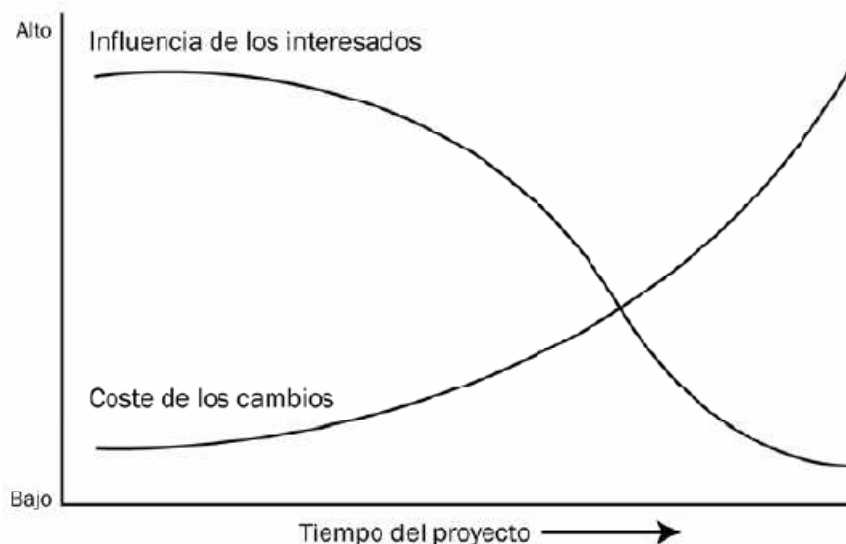 Alto
Influencia de los interesados
Coste de los cambios
Bajo
Tiempo del proyecto